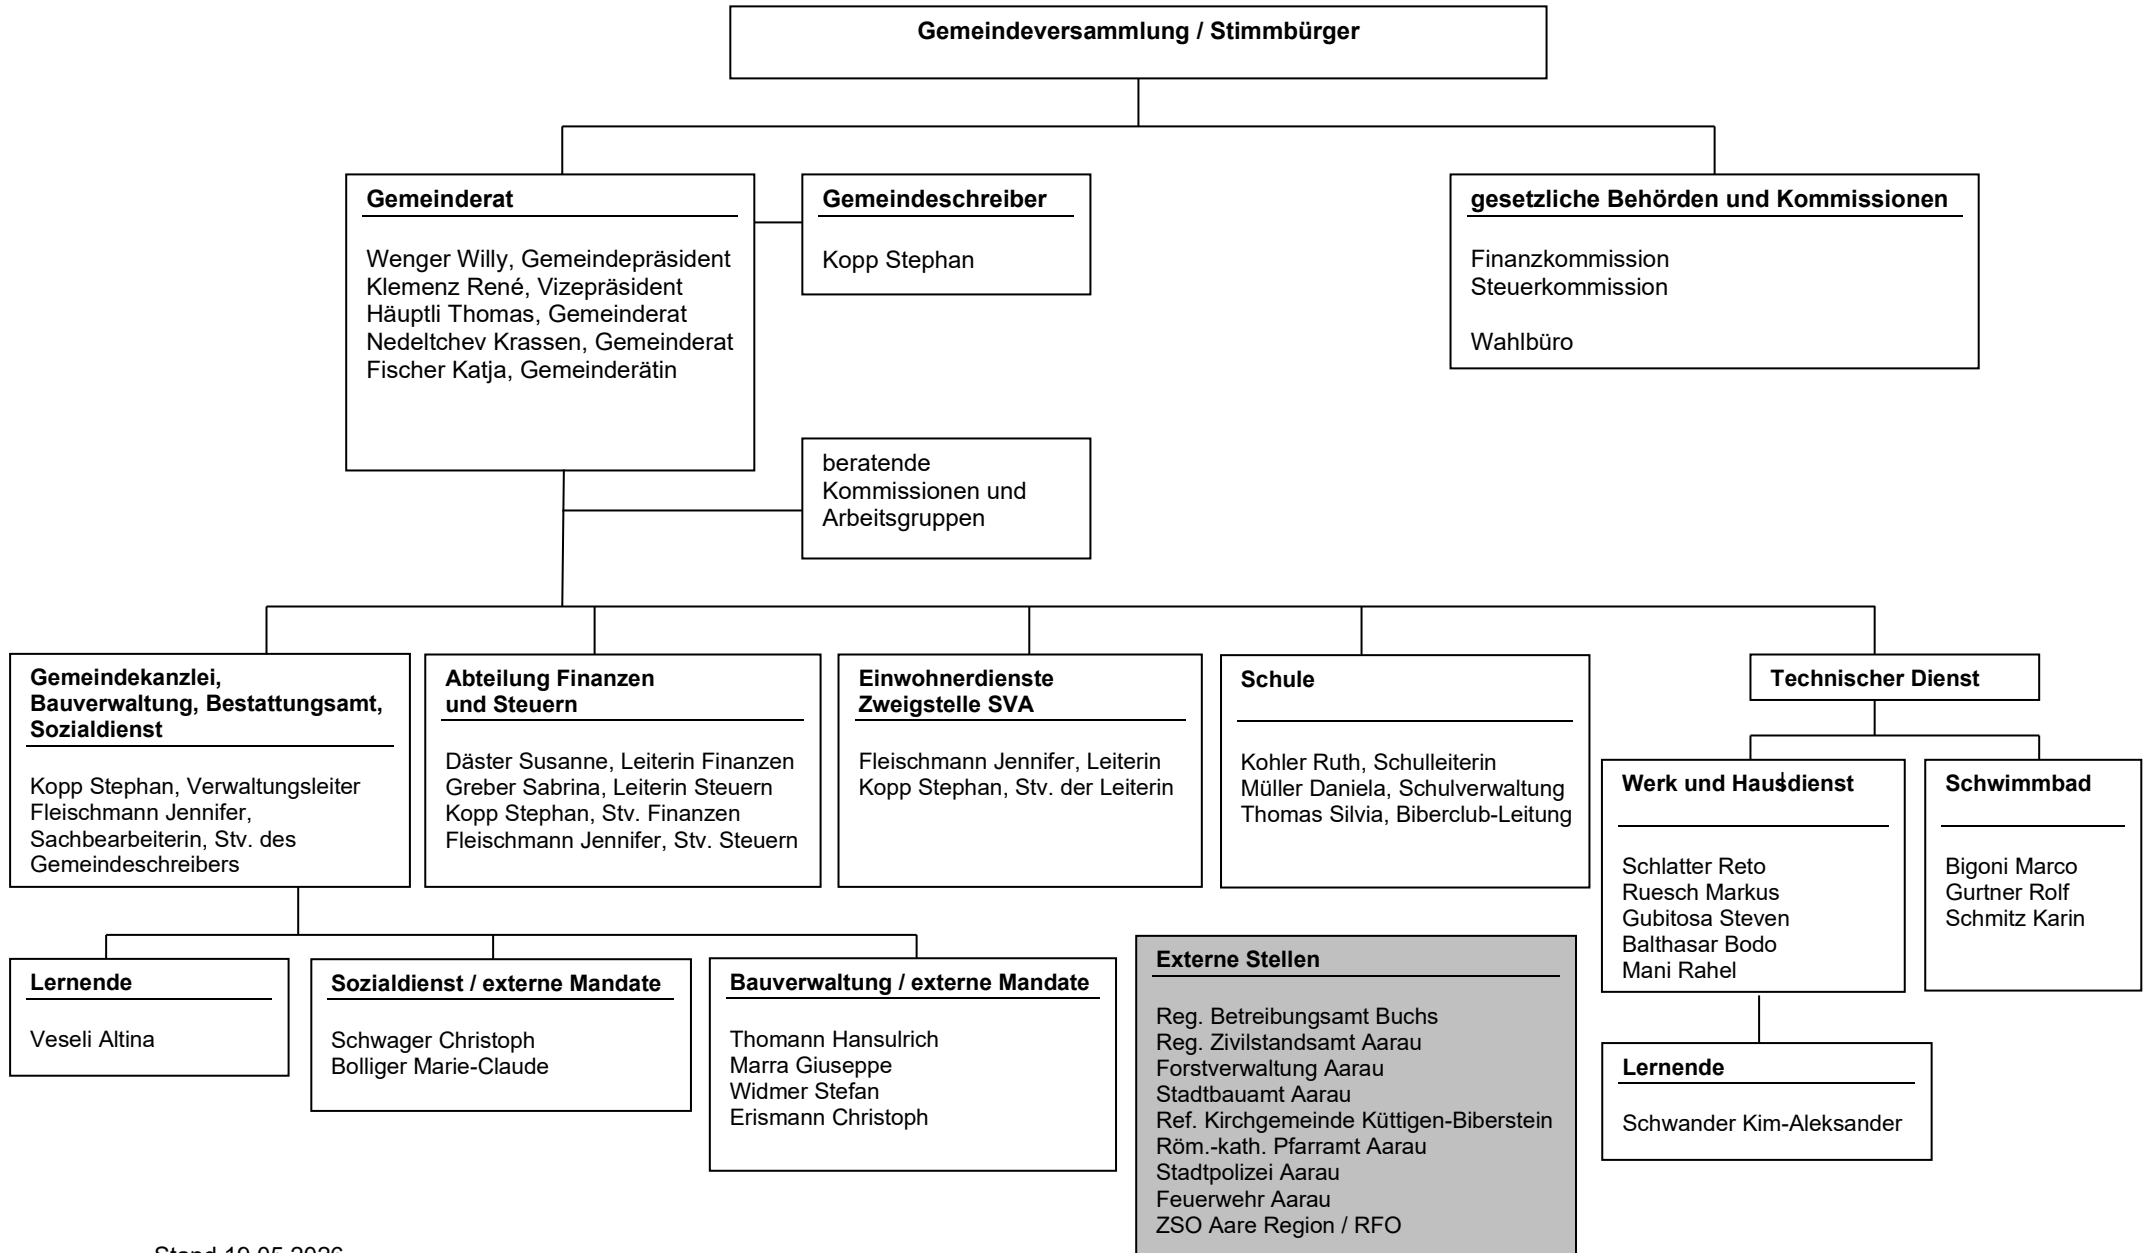 Gemeindeversammlung / Stimmbürger
Gemeinderat
Wenger Willy, Gemeindepräsident
Klemenz René, Vizepräsident
Häuptli Thomas, Gemeinderat
Nedeltchev Krassen, Gemeinderat
Fischer Katja, Gemeinderätin
Gemeindeschreiber
Kopp Stephan
gesetzliche Behörden und Kommissionen
Finanzkommission
Steuerkommission
Wahlbüro
beratende
Kommissionen und
Arbeitsgruppen
Gemeindekanzlei,
Bauverwaltung, Bestattungsamt,
Sozialdienst
Kopp Stephan, Verwaltungsleiter
Fleischmann Jennifer,
Sachbearbeiterin, Stv. des
Gemeindeschreibers
Abteilung Finanzen
und Steuern
Däster Susanne, Leiterin Finanzen
Greber Sabrina, Leiterin Steuern
Kopp Stephan, Stv. Finanzen
Fleischmann Jennifer, Stv. Steuern
Einwohnerdienste
Zweigstelle SVA
Fleischmann Jennifer, Leiterin
Kopp Stephan, Stv. der Leiterin
Schule
Kohler Ruth, Schulleiterin
Müller Daniela, Schulverwaltung
Thomas Silvia, Biberclub-Leitung
Technischer Dienst
Werk und Hausdienst
Schlatter Reto
Ruesch Markus
Gubitosa Steven
Balthasar Bodo
Mani Rahel
Schwimmbad
Bigoni Marco
Gurtner Rolf
Schmitz Karin
Lernende
Veseli Altina
Sozialdienst / externe Mandate
Schwager Christoph
Bolliger Marie-Claude
Bauverwaltung / externe Mandate
Thomann Hansulrich
Marra Giuseppe
Widmer Stefan
Erismann Christoph
Externe Stellen
Reg. Betreibungsamt Buchs
Reg. Zivilstandsamt Aarau
Forstverwaltung Aarau
Stadtbauamt Aarau
Ref. Kirchgemeinde Küttigen-Biberstein
Röm.-kath. Pfarramt Aarau
Stadtpolizei Aarau
Feuerwehr Aarau
ZSO Aare Region / RFO
Lernende
Schwander Kim-Aleksander
Stand 19.05.2026